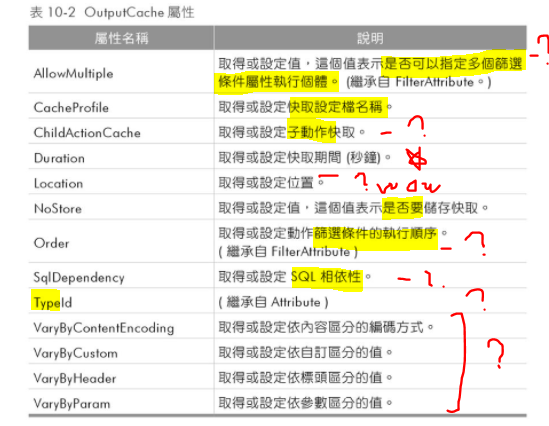 表 10-2 OutputCache 屬性
屬性名稱 說明
AllowMultiple 取得或設定值，這個值表示是否可以指定多個篩選
條件屬性執行個體。(繼承自 FilterAttribute。) -?
CacheProfile 取得或設定快取設定檔名稱。
ChildActionCache 取得或設定子動作快取。 - ?
Duration 取得或設定快取期間 (秒鐘)。
Location 取得或設定位置。 - ? wow
NoStore 取得或設定值，這個值表示是否要儲存快取。
Order 取得或設定動作篩選條件的執行順序。
( 繼承自 FilterAttribute ) - ?
SqlDependency 取得或設定 SQL 相依性。 - ?
TypeId ( 繼承自 Attribute ) ?
VaryByContentEncoding 取得或設定依內容區分的編碼方式。
VaryByCustom 取得或設定依自訂區分的值。 ?
VaryByHeader 取得或設定依標頭區分的值。
VaryByParam 取得或設定依參數區分的值。